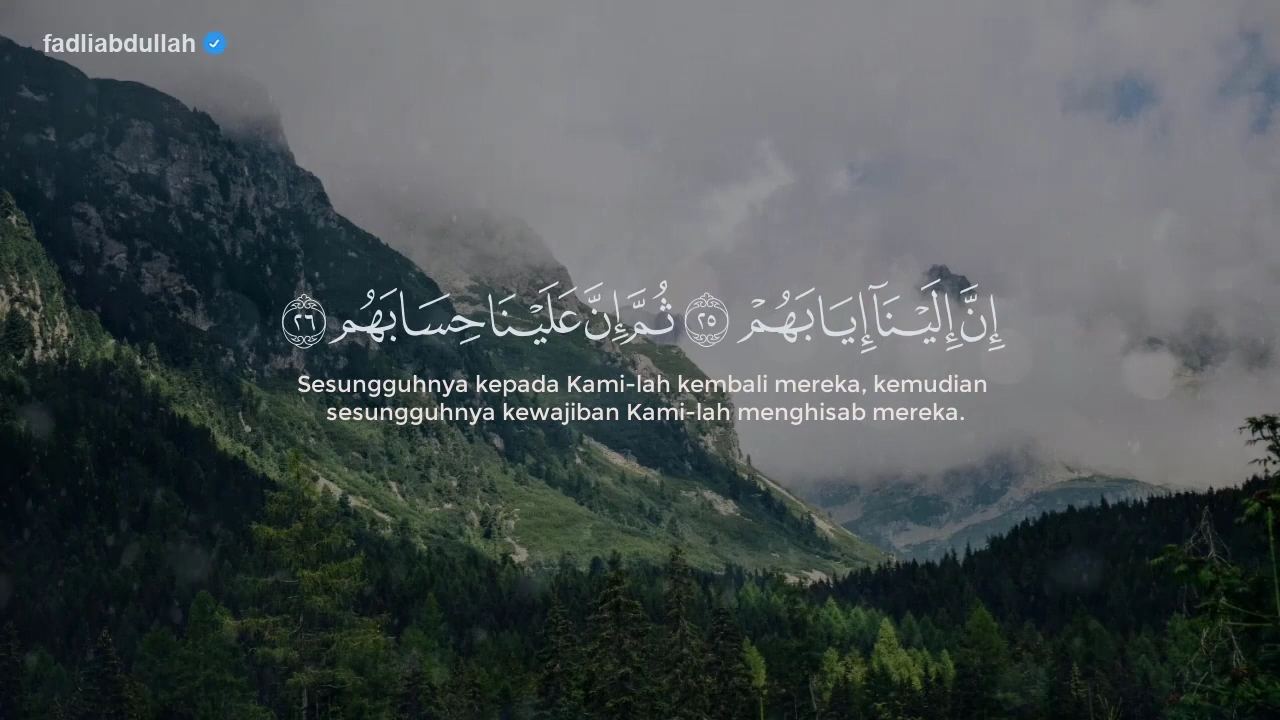 fadliabdullah
إِنَّ إِلَيْنَآ إِيَابَهُمْ ٢٥ ثُمَّ إِنَّ عَلَيْنَا حِسَابَهُم ٢٦
Sesungguhnya kepada Kami-lah kembali mereka, kemudian
sesungguhnya kewajiban Kami-lah menghisab mereka.